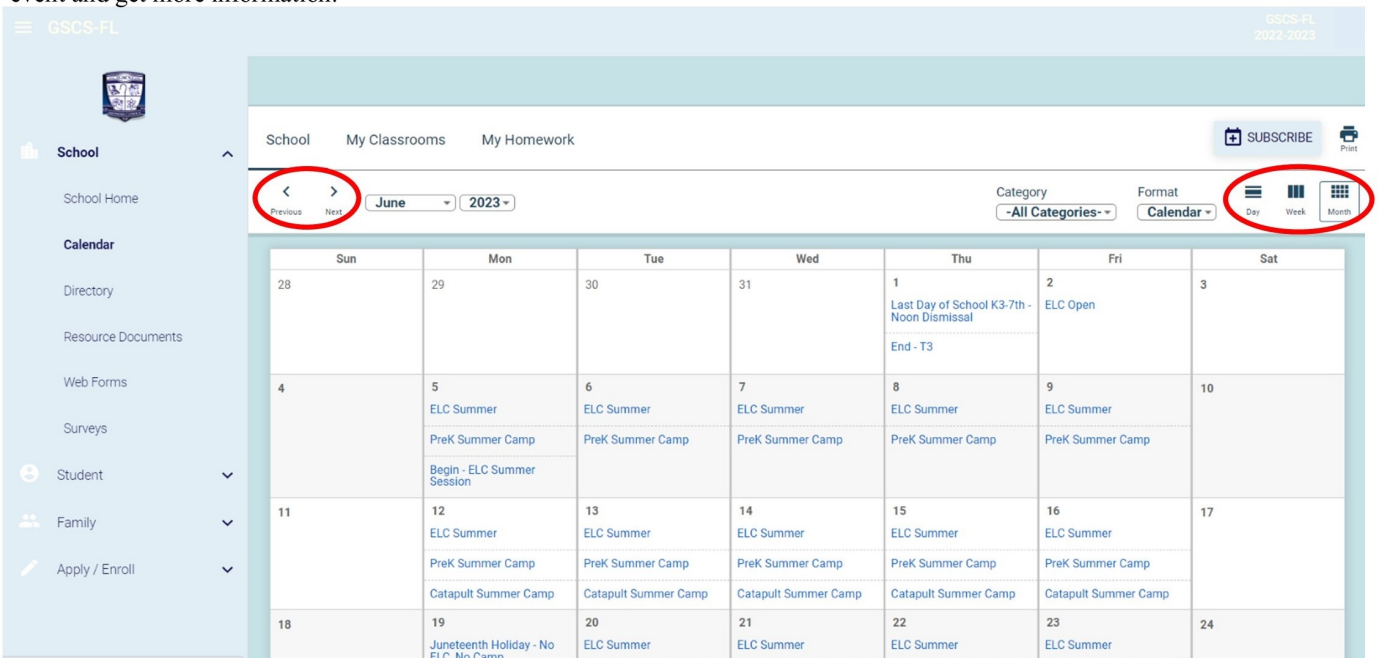 event and get more information.
GSCS-FL
GSCS-FL
2022-2023
School
School Home
Calendar
Directory
Resource Documents
Web Forms
Surveys
Student
Family
Apply / Enroll
School My Classrooms My Homework
SUBSCRIBE
Print
Previous Next
June 2023
Category
-All Categories-
Format
Calendar
Day Week Month
Sun Mon Tue Wed Thu Fri Sat
28 29 30 31 1 2 3
Last Day of School K3-7th - ELC Open
Noon Dismissal
End - T3
4 5 6 7 8 9 10
ELC Summer ELC Summer ELC Summer ELC Summer ELC Summer
PreK Summer Camp PreK Summer Camp PreK Summer Camp PreK Summer Camp PreK Summer Camp
Begin - ELC Summer
Session
11 12 13 14 15 16 17
ELC Summer ELC Summer ELC Summer ELC Summer ELC Summer
PreK Summer Camp PreK Summer Camp PreK Summer Camp PreK Summer Camp PreK Summer Camp
Catapult Summer Camp Catapult Summer Camp Catapult Summer Camp Catapult Summer Camp Catapult Summer Camp
18 19 20 21 22 23 24
Juneteenth Holiday - No ELC Summer ELC Summer ELC Summer ELC Summer
ELC, No Camp